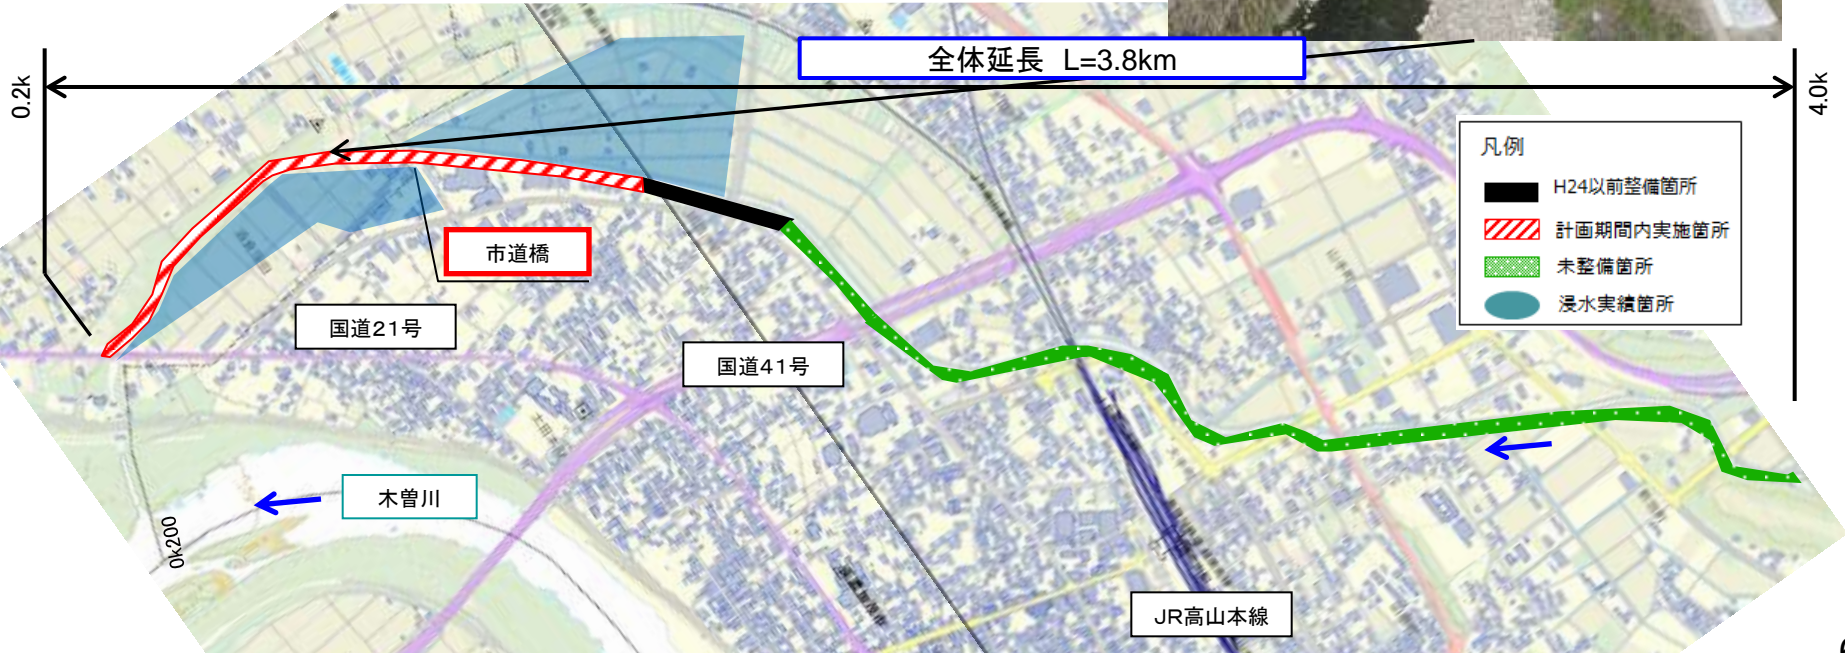 全体延長 L=3.8km
0.2k
4.0k
凡例
H24以前整備箇所
計画期間内実施箇所
未整備箇所
浸水実績箇所
市道橋
国道21号
国道41号
木曽川
0k200
JR高山本線